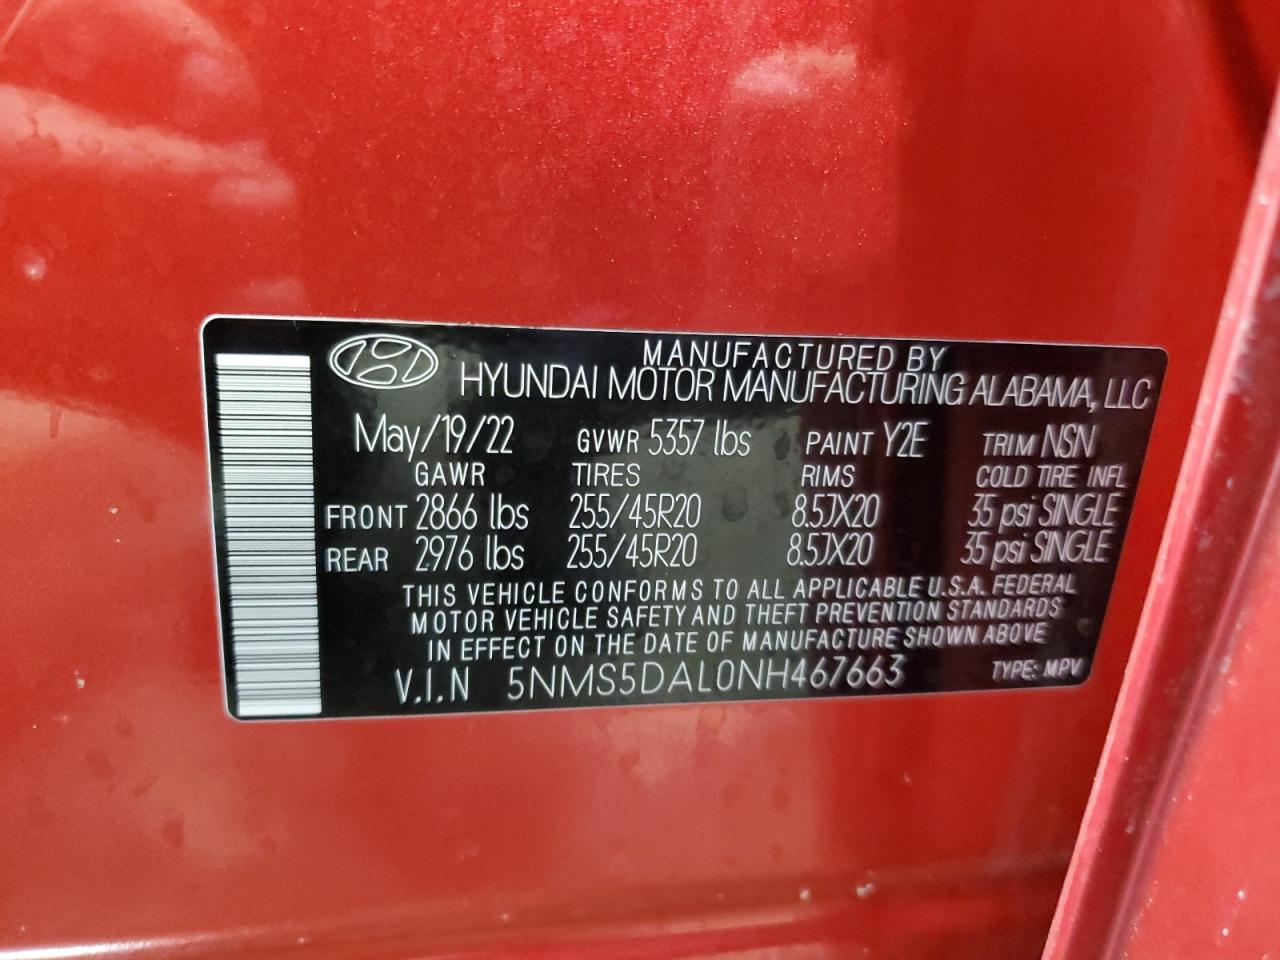 MANUFACTURED BY
HYUNDAI MOTOR MANUFACTURING ALABAMA, LLC
May/19/22 GVWR 5357 lbs PAINT Y2E TRIM NSN
GAWR TIRES RIMS COLD TIRE INFL
FRONT 2866 lbs 255/45R20 8.5JX20 35 psi SINGLE
REAR 2976 lbs 255/45R20 8.5JX20 35 psi SINGLE
THIS VEHICLE CONFORMS TO ALL APPLICABLE U.S.A. FEDERAL
MOTOR VEHICLE SAFETY AND THEFT PREVENTION STANDARDS
IN EFFECT ON THE DATE OF MANUFACTURE SHOWN ABOVE
V.I.N 5NMS5DAL0NH467663 TYPE: MPV